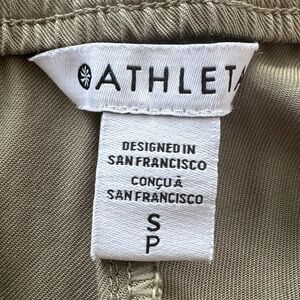 ATHLETA
DESIGNED IN
SAN FRANCISCO
CONÇU À
SAN FRANCISCO
S
P